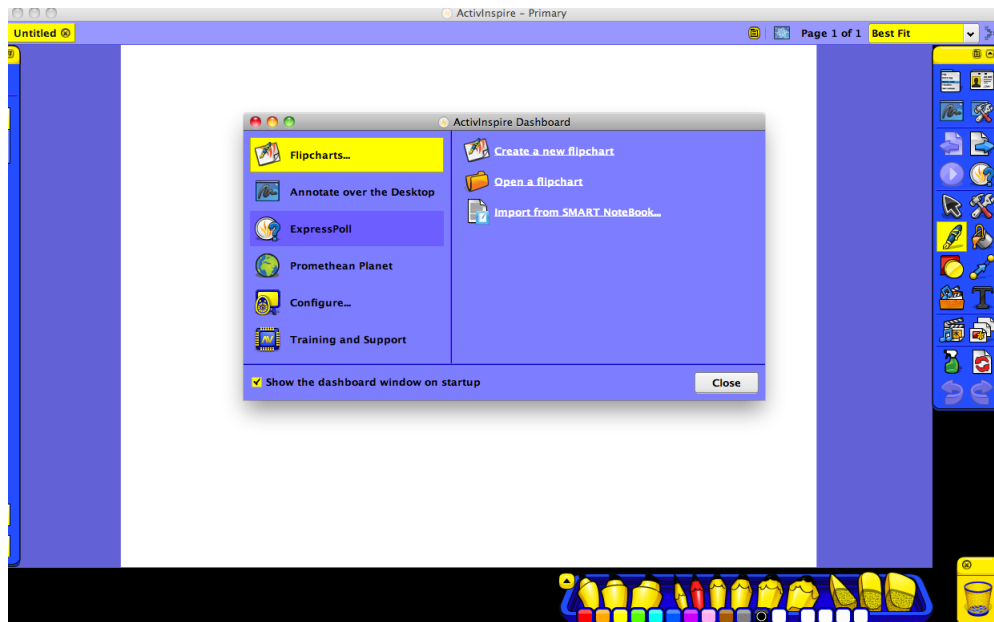 ActivInspire – Primary
Untitled
Page 1 of 1
Best Fit
ActivInspire Dashboard
Flipcharts...
Annotate over the Desktop
ExpressPoll
Promethean Planet
Configure...
Training and Support
Create a new flipchart
Open a flipchart
Import from SMART NoteBook...
Show the dashboard window on startup
Close
T